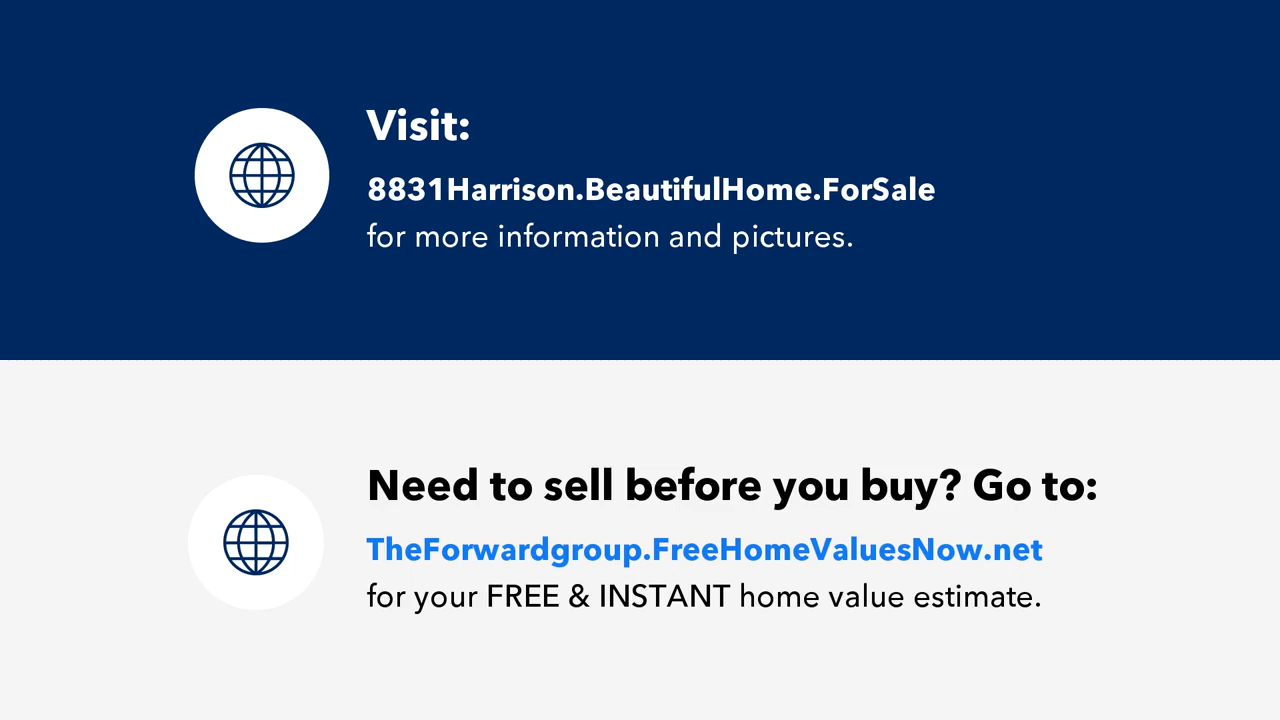 Visit:
8831Harrison.BeautifulHome.ForSale
for more information and pictures.
Need to sell before you buy? Go to:
TheForwardgroup.FreeHomeValuesNow.net
for your FREE & INSTANT home value estimate.